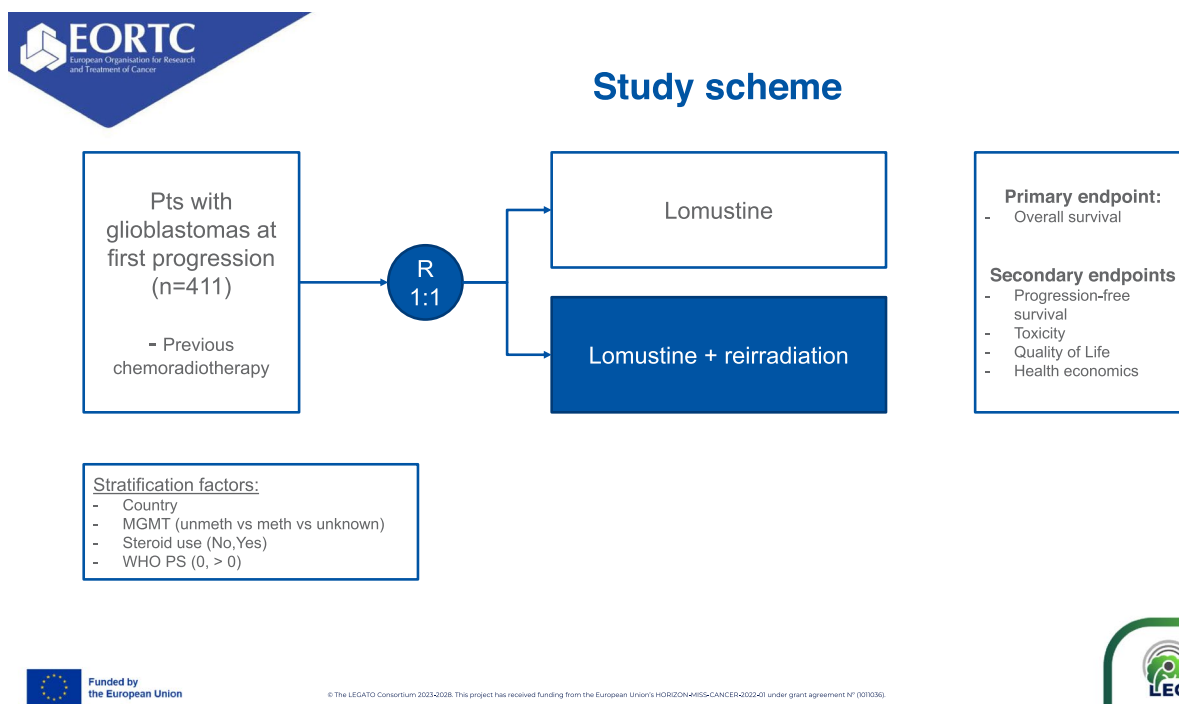 EORTC
European Organisation for Research
and Treatment of Cancer
Study scheme
Pts with
glioblastomas at
first progression
(n=411)
- Previous
chemoradiotherapy
R
1:1
Lomustine
Lomustine + reirradiation
Primary endpoint:
- Overall survival
Secondary endpoints
- Progression-free
survival
- Toxicity
- Quality of Life
- Health economics
Stratification factors:
- Country
- MGMT (unmeth vs meth vs unknown)
- Steroid use (No,Yes)
- WHO PS (0, > 0)
Funded by
the European Union
© The LEGATO Consortium 2023-2028. This project has received funding from the European Union's HORIZON-MISS-CANCER-2022-01 under grant agreement N° (1011036).